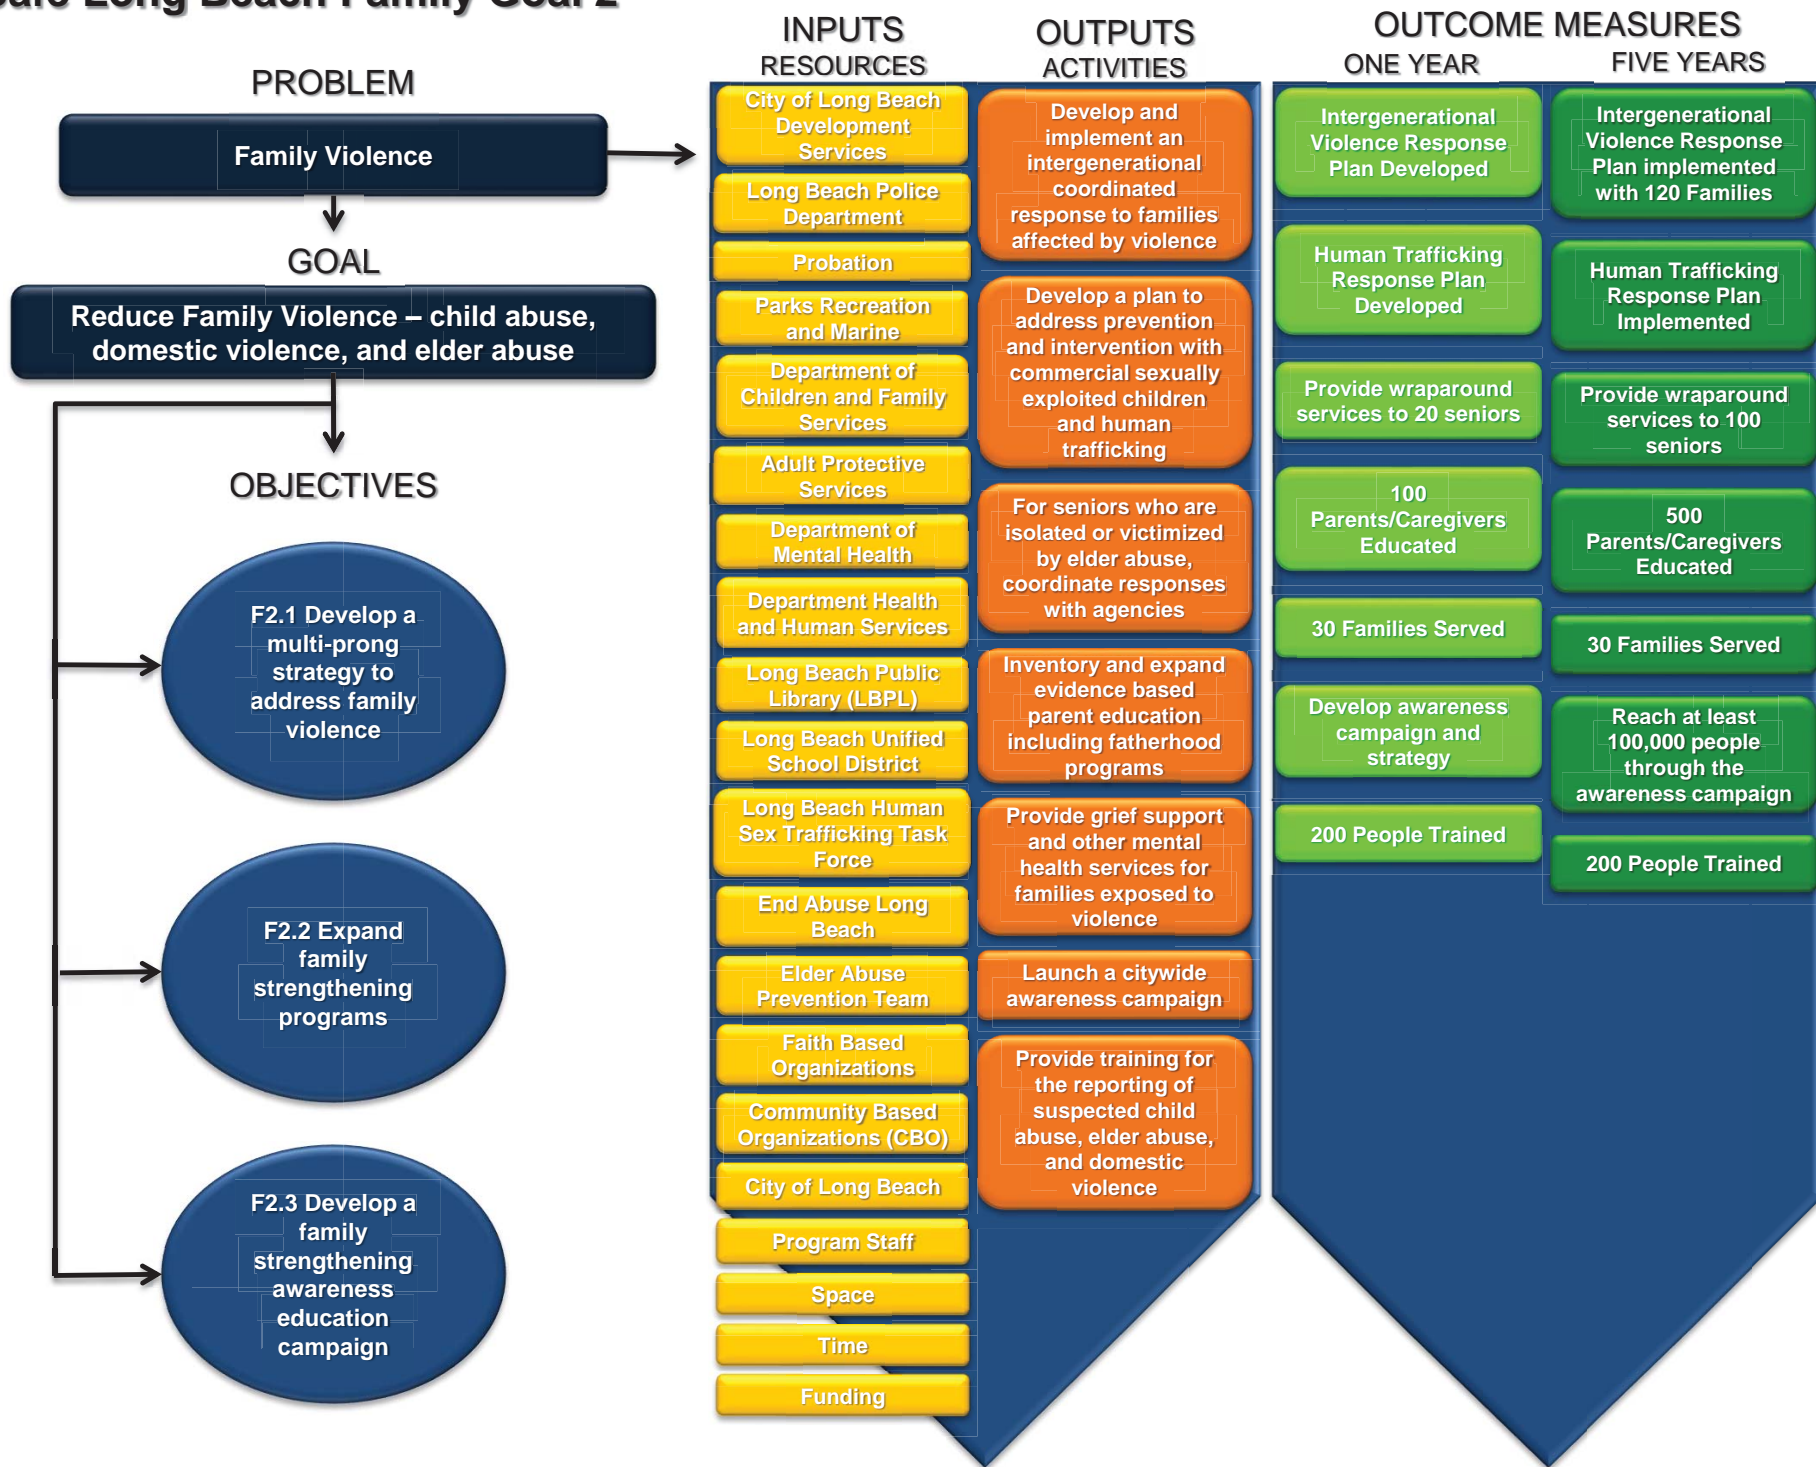 Long Beach Family Goal 2
PROBLEM
Family Violence
GOAL
Reduce Family Violence – child abuse,
domestic violence, and elder abuse
OBJECTIVES
F2.1 Develop a
multi-prong
strategy to
address family
violence
F2.2 Expand
family
strengthening
programs
F2.3 Develop a
family
strengthening
awareness
education
campaign
INPUTS
RESOURCES
City of Long Beach
Development
Services
Long Beach Police
Department
Probation
Parks Recreation
and Marine
Department of
Children and Family
Services
Adult Protective
Services
Department of
Mental Health
Department Health
and Human Services
Long Beach Public
Library (LBPL)
Long Beach Unified
School District
Long Beach Human
Sex Trafficking Task
Force
End Abuse Long
Beach
Elder Abuse
Prevention Team
Faith Based
Organizations
Community Based
Organizations (CBO)
City of Long Beach
Program Staff
Space
Time
Funding
OUTPUTS
ACTIVITIES
Develop and
implement an
intergenerational
coordinated
response to families
affected by violence
Develop a plan to
address prevention
and intervention with
commercial sexually
exploited children
and human
trafficking
For seniors who are
isolated or victimized
by elder abuse,
coordinate responses
with agencies
Inventory and expand
evidence based
parent education
including fatherhood
programs
Provide grief support
and other mental
health services for
families exposed to
violence
Launch a citywide
awareness campaign
Provide training for
the reporting of
suspected child
abuse, elder abuse,
and domestic
violence
OUTCOME MEASURES
ONE YEAR
Intergenerational
Violence Response
Plan Developed
Human Trafficking
Response Plan
Developed
Provide wraparound
services to 20 seniors
100
Parents/Caregivers
Educated
30 Families Served
Develop awareness
campaign and
strategy
200 People Trained
FIVE YEARS
Intergenerational
Violence Response
Plan implemented
with 120 Families
Human Trafficking
Response Plan
Implemented
Provide wraparound
services to 100
seniors
500
Parents/Caregivers
Educated
30 Families Served
Reach at least
100,000 people
through the
awareness campaign
200 People Trained